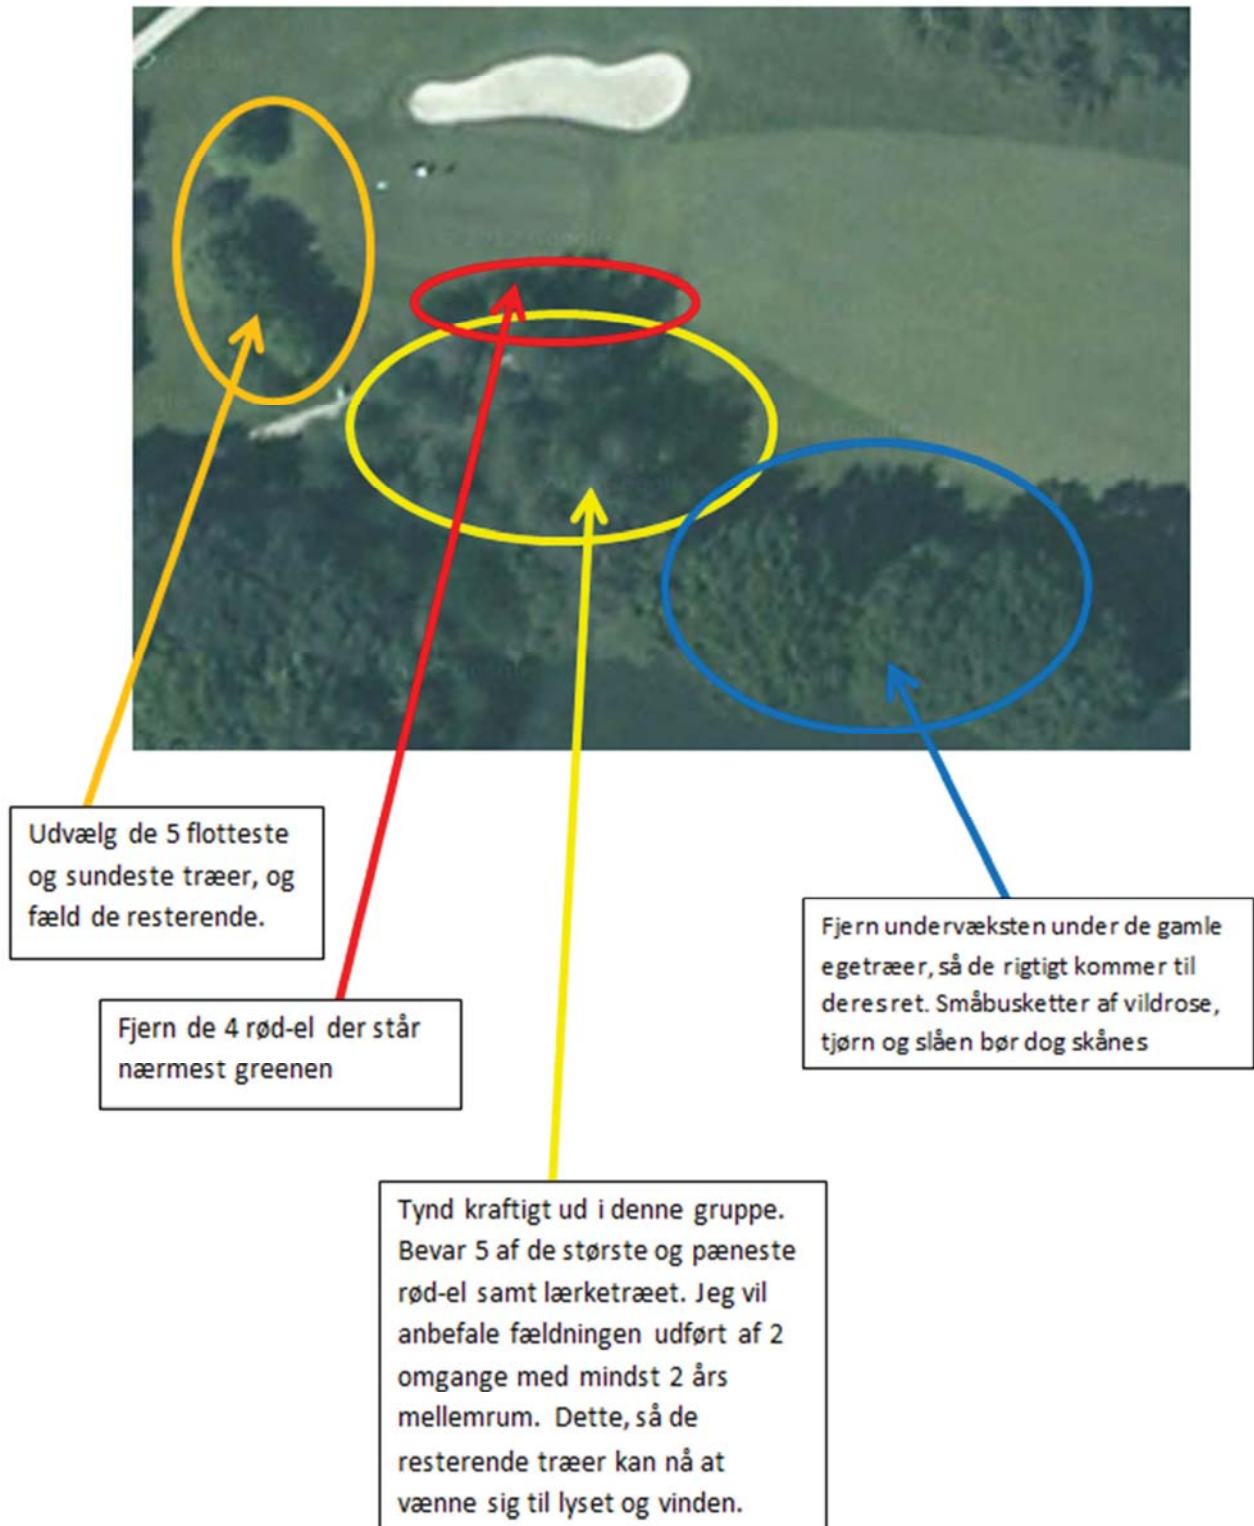 Udvælg de 5 flotteste
og sundeste træer, og
fæld de resterende.
Fjern de 4 rød-el der står
nærmest greenen
Fjern undervæksten under de gamle
egetræer, så de rigtigt kommer til
deres ret. Småbusketter af vildrose,
tjørn og slåen bør dog skånes
Tynd kraftigt ud i denne gruppe.
Bevar 5 af de største og pæneste
rød-el samt lærketræet. Jeg vil
anbefale fældningen udført af 2
omgange med mindst 2 års
mellemrum. Dette, så de
resterende træer kan nå at
vænne sig til lyset og vinden.